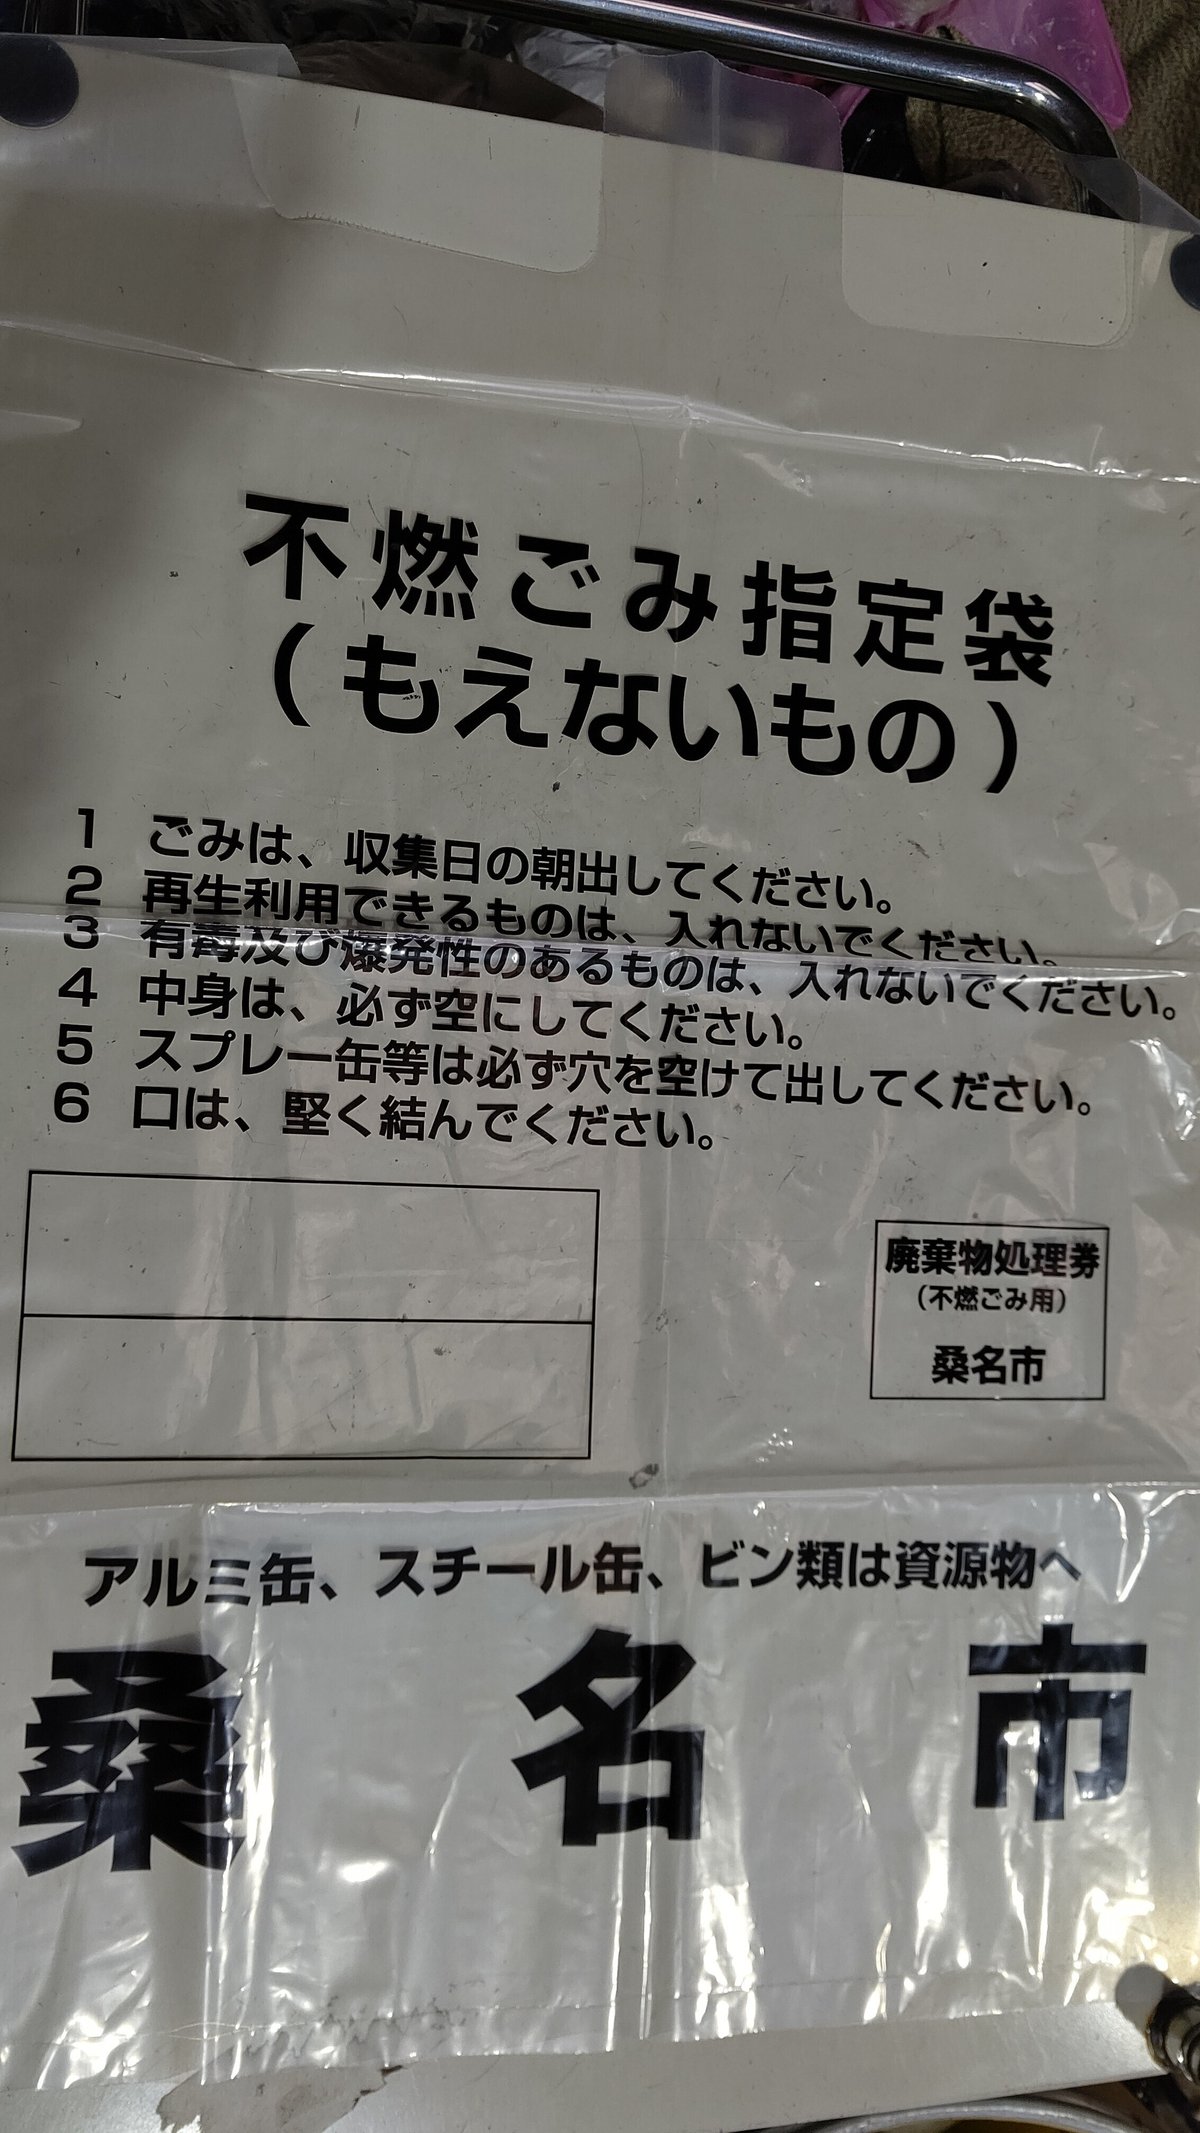 不燃ごみ指定袋
（もえないもの）
1 ごみは、収集日の朝出してください。
2 再生利用できるものは、入れないでください。
3 有毒及び爆発性のあるものは、入れないでください。
4 中身は、必ず空にしてください。
5 スプレー缶等は必ず穴を空けて出してください。
6 口は、堅く結んでください。
廃棄物処理券
（不燃ごみ用）
桑名市
アルミ缶、スチール缶、ビン類は資源物へ
桑名市